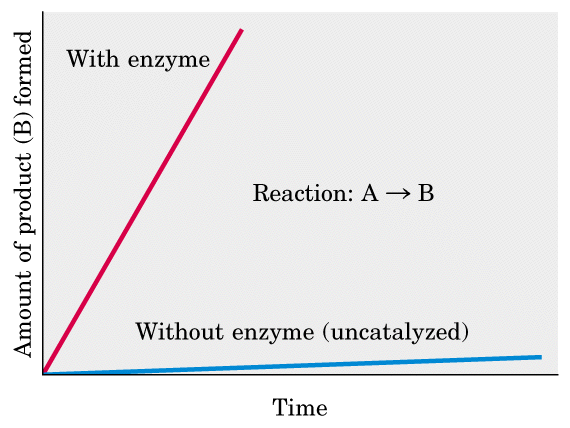 With enzyme
Amount of product (B) formed
Reaction: A → B
Without enzyme (uncatalyzed)
Time